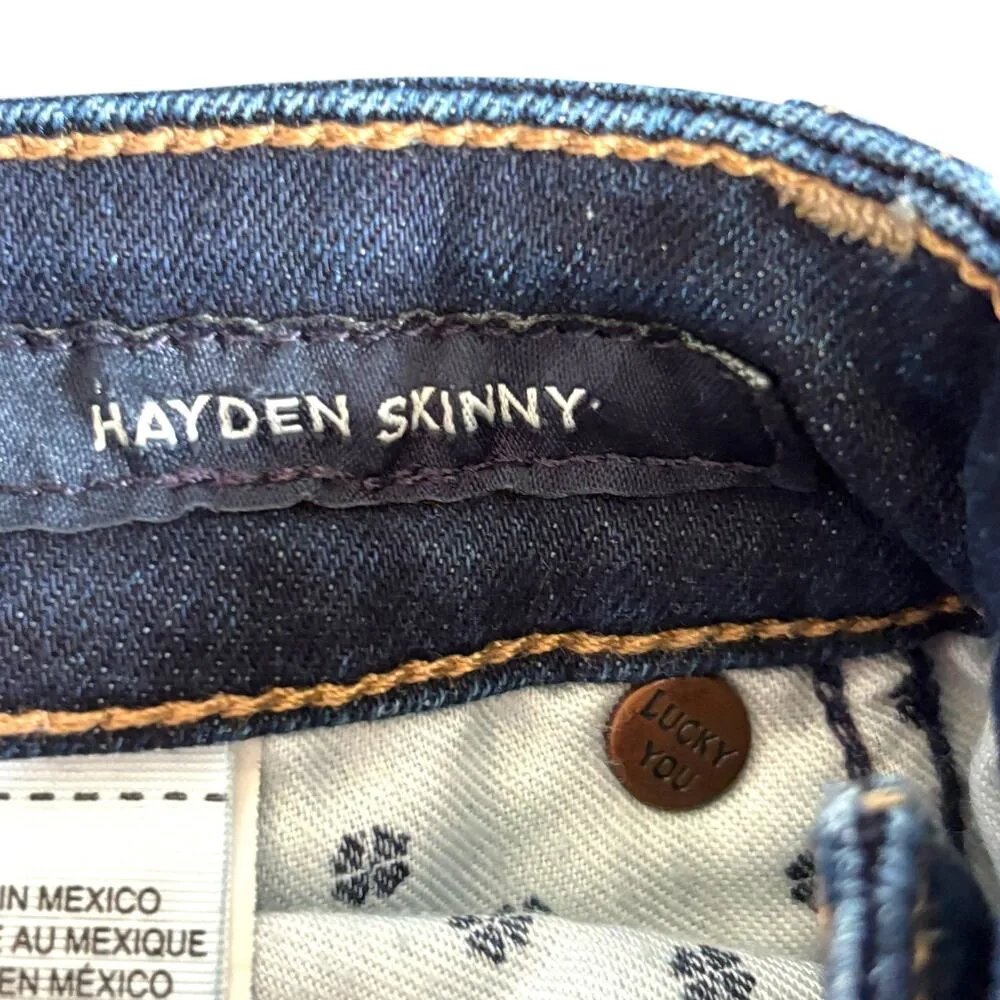 HAYDEN SKINNY
LUCKY
YOU
IN MEXICO
AU MEXIQUE
EN MÉXICO